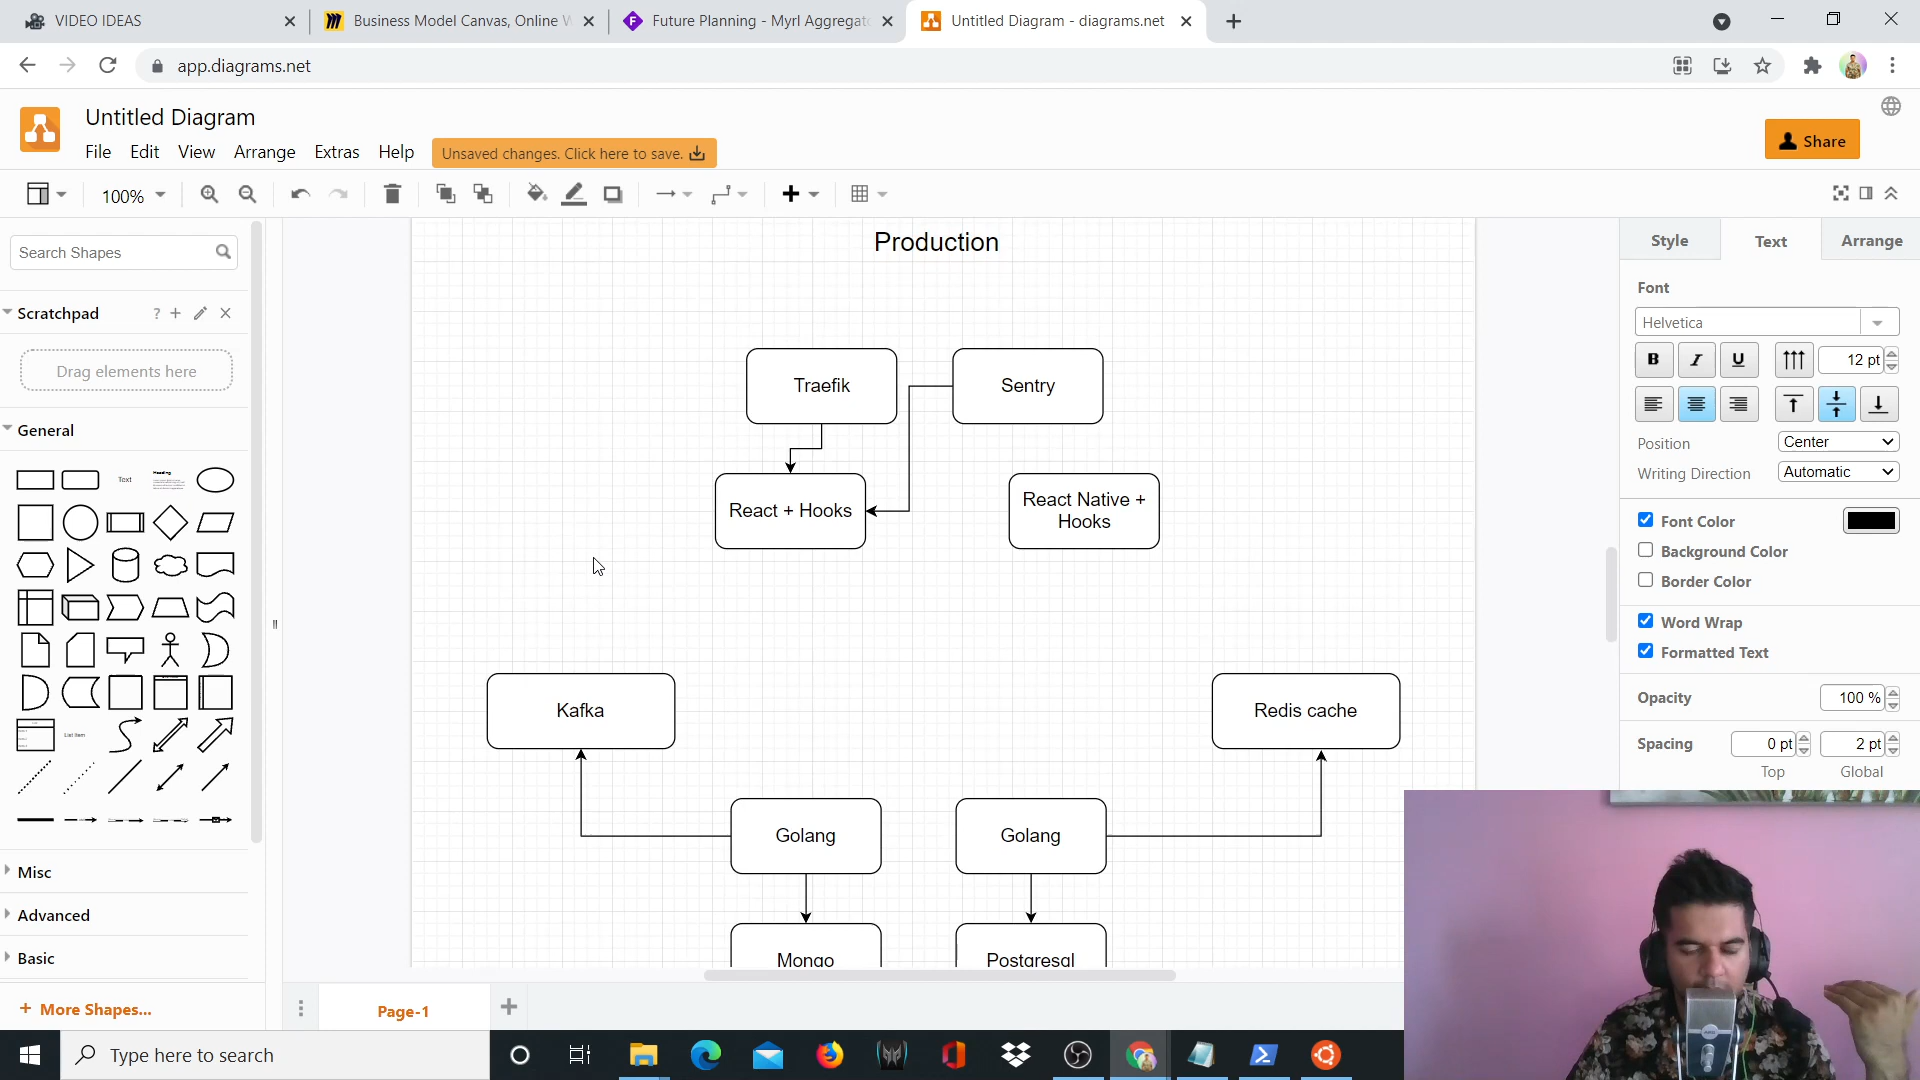 VIDEO IDEAS
Business Model Canvas, Online W
Future Planning - Myrl Aggregato
Untitled Diagram - diagrams.net
app.diagrams.net
Untitled Diagram
File Edit View Arrange Extras Help
Unsaved changes. Click here to save.
Share
100%
Search Shapes
Scratchpad
?
Drag elements here
General
Text
Heading
List Item
Misc
Advanced
Basic
+ More Shapes...
Production
Traefik
Sentry
React + Hooks
React Native +
Hooks
Kafka
Redis cache
Golang
Golang
Mongo
Postgresql
Page-1
Style Text Arrange
Font
Helvetica
B I U
12 pt
Position
Center
Writing Direction
Automatic
Font Color
Background Color
Border Color
Word Wrap
Formatted Text
Opacity
100 %
Spacing
0 pt
2 pt
Top
Global
Type here to search